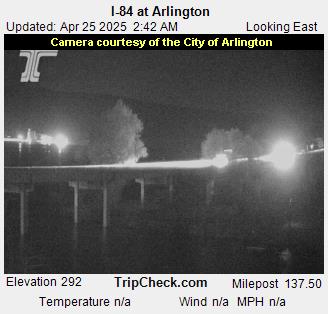 I-84 at Arlington
Updated: Apr 25 2025 2:42 AM Looking East
Camera courtesy of the City of Arlington
Elevation 292 TripCheck.com Milepost 137.50
Temperature n/a Wind n/a MPH n/a